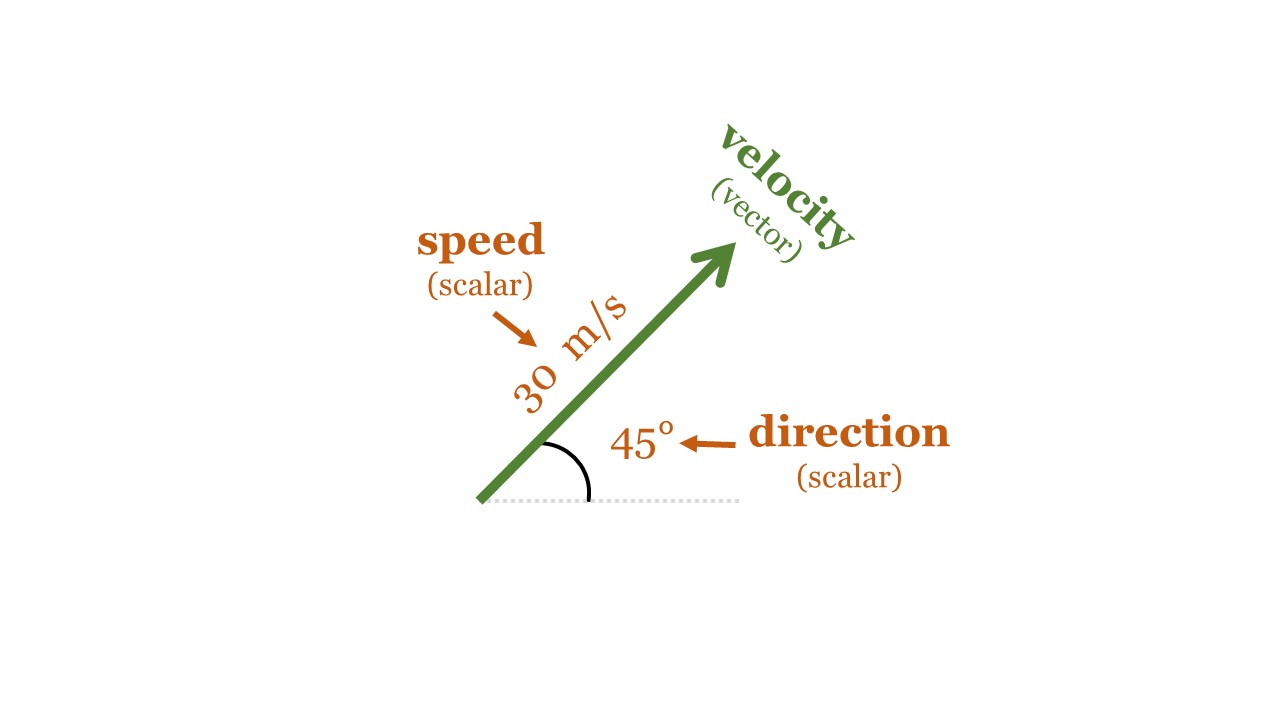 velocity
(vector)
speed
(scalar)
30 m/s
45°
direction
(scalar)